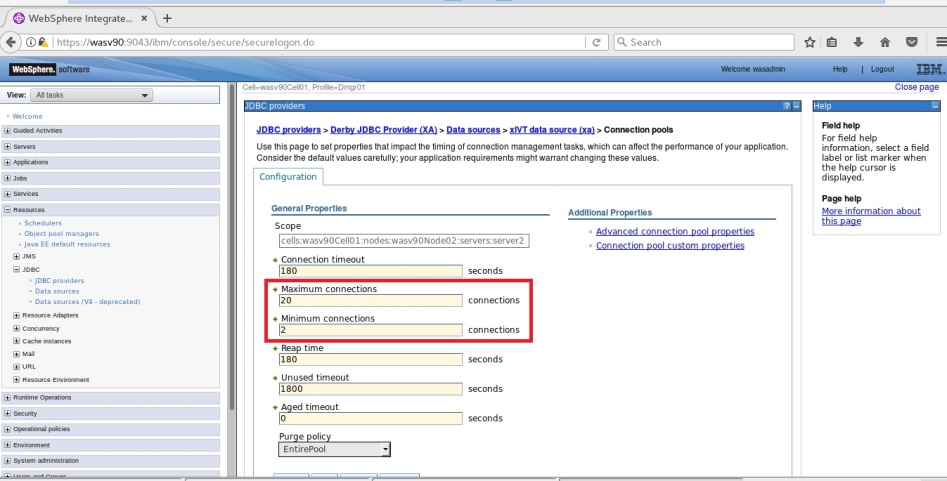 WebSphere Integrate... × +
https://wasv90:9043/ibm/console/secure/securelogon.do
Search
WebSphere. software
Welcome wasadmin
Help | Logout
IBM
View: All tasks
Cell=wasv90Cell01, Profile=Dmgr01
Close page
Welcome
Guided Activities
Servers
Applications
Jobs
Services
Resources
Schedulers
Object pool managers
Java EE default resources
JMS
JDBC
JDBC providers
Data sources
Data sources (V4 - deprecated)
Resource Adapters
Concurrency
Cache instances
Mail
URL
Resource Environment
Runtime Operations
Security
Operational policies
Environment
System administration
Users and Groups
JDBC providers
JDBC providers > Derby JDBC Provider (XA) > Data sources > xIVT data source (xa) > Connection pools
Use this page to set properties that impact the timing of connection management tasks, which can affect the performance of your application.
Consider the default values carefully; your application requirements might warrant changing these values.
Configuration
General Properties
Scope
cells:wasv90Cell01:nodes:wasv90Node02:servers:server2
Connection timeout
180 seconds
Maximum connections
20 connections
Minimum connections
2 connections
Reap time
180 seconds
Unused timeout
1800 seconds
Aged timeout
0 seconds
Purge policy
EntirePool
Additional Properties
Advanced connection pool properties
Connection pool custom properties
Help
Field help
For field help
information, select a field
label or list marker when
the help cursor is
displayed.
Page help
More information about
this page